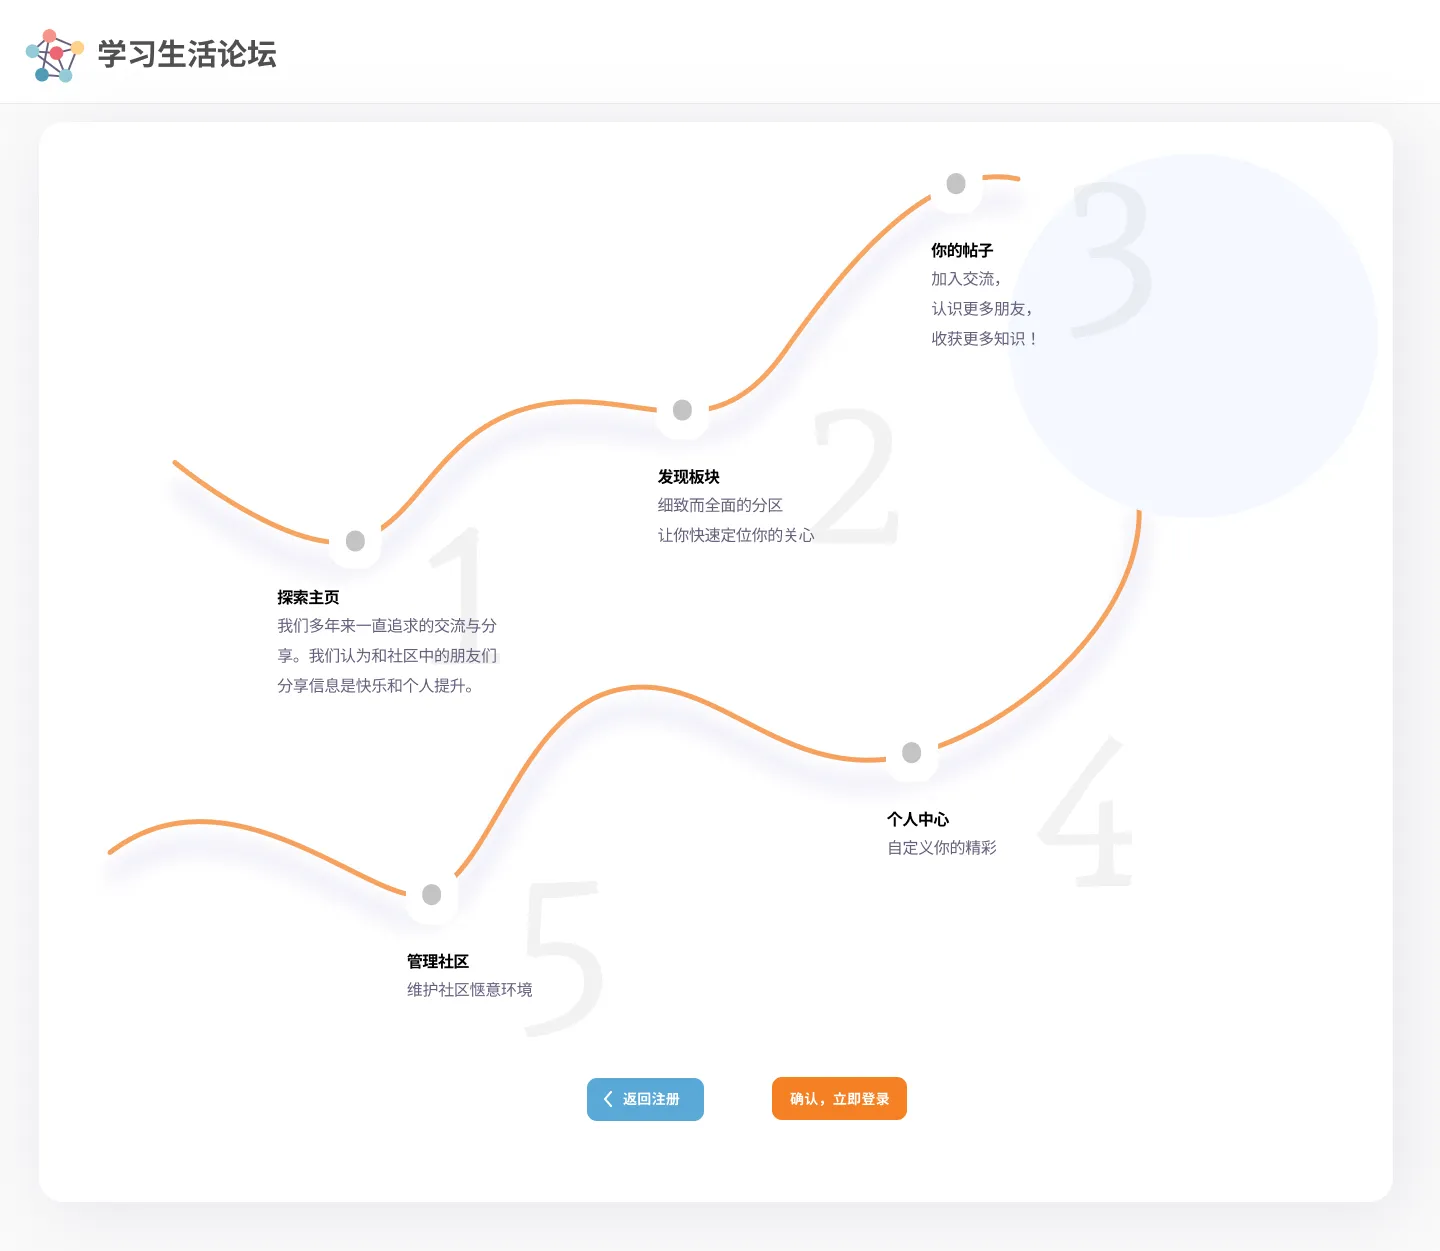 学习生活论坛
1
探索主页
我们多年来一直追求的交流与分
享。我们认为和社区中的朋友们
分享信息是快乐和个人提升。
2
发现板块
细致而全面的分区
让你快速定位你的关心
3
你的帖子
加入交流，
认识更多朋友，
收获更多知识！
4
个人中心
自定义你的精彩
5
管理社区
维护社区惬意环境
返回注册
确认，立即登录